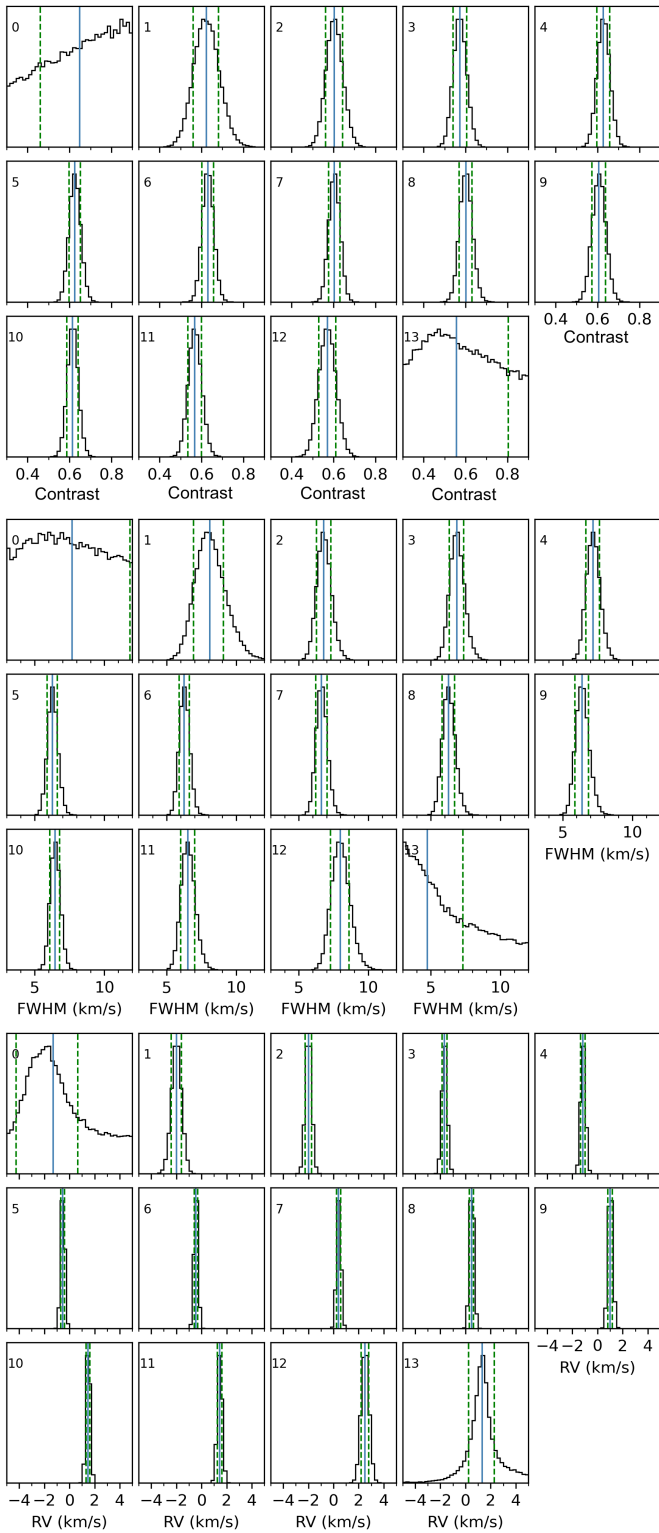 0 1 2 3 4
5 6 7 8 9
0.4 0.6 0.8
Contrast
10 11 12 13
0.4 0.6 0.8 0.4 0.6 0.8 0.4 0.6 0.8 0.4 0.6 0.8
Contrast Contrast Contrast Contrast
0 1 2 3 4
5 6 7 8 9
5 10
FWHM (km/s)
10 11 12 13
5 10 5 10 5 10 5 10
FWHM (km/s) FWHM (km/s) FWHM (km/s) FWHM (km/s)
0 1 2 3 4
5 6 7 8 9
−4 −2 0 2 4
RV (km/s)
10 11 12 13
−4 −2 0 2 4 −4 −2 0 2 4 −4 −2 0 2 4 −4 −2 0 2 4
RV (km/s) RV (km/s) RV (km/s) RV (km/s)